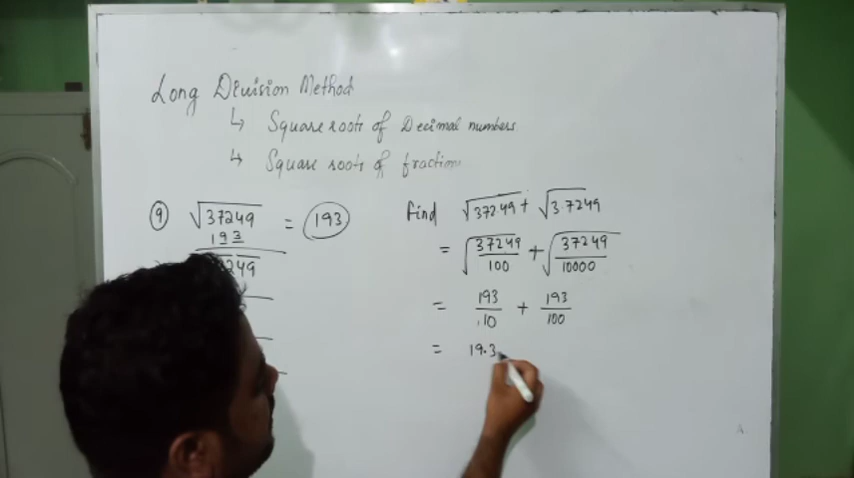 Long Division Method
↳ Square roots of Decimal numbers
↳ Square roots of fractions
9 √37249 = 193
193
Find √372.49 + √3.7249
= √37249/100 + √37249/10000
= 193/10 + 193/100
= 19.3